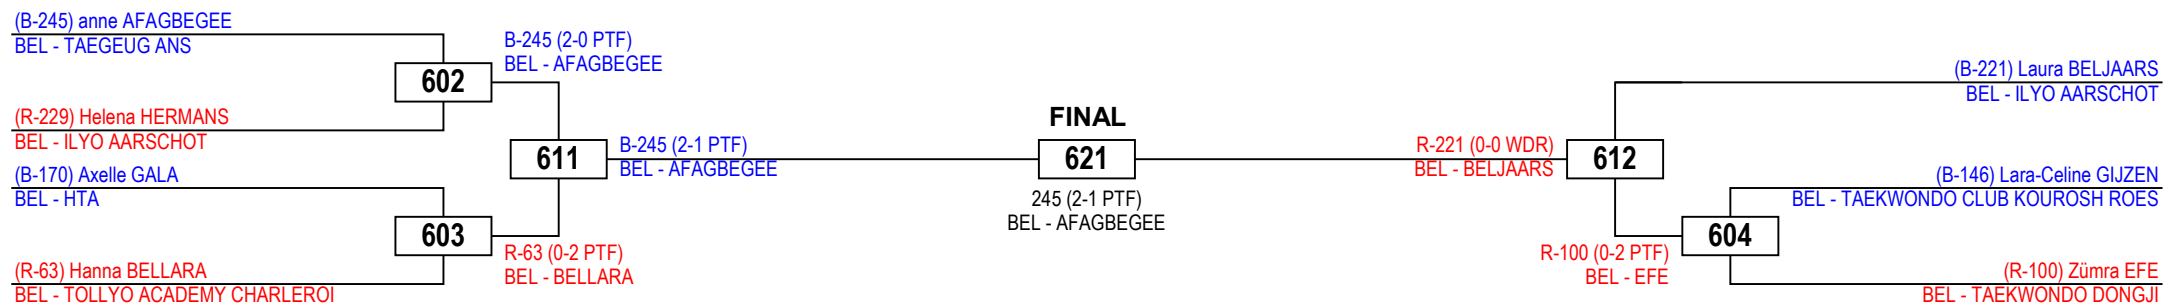 (B-245) anne AFAGBEGEE
BEL - TAEGEUG ANS
B-245 (2-0 PTF)
BEL - AFAGBEGEE
602
(R-229) Helena HERMANS
BEL - ILYO AARSCHOT
611
B-245 (2-1 PTF)
BEL - AFAGBEGEE
(B-170) Axelle GALA
BEL - HTA
603
R-63 (0-2 PTF)
BEL - BELLARA
(R-63) Hanna BELLARA
BEL - TOLLYO ACADEMY CHARLEROI
FINAL
621
245 (2-1 PTF)
BEL - AFAGBEGEE
(B-221) Laura BELJAARS
BEL - ILYO AARSCHOT
R-221 (0-0 WDR)
BEL - BELJAARS
612
(B-146) Lara-Celine GIJZEN
BEL - TAEKWONDO CLUB KOUROSH ROES
R-100 (0-2 PTF)
BEL - EFE
604
(R-100) Zümra EFE
BEL - TAEKWONDO DONGJI